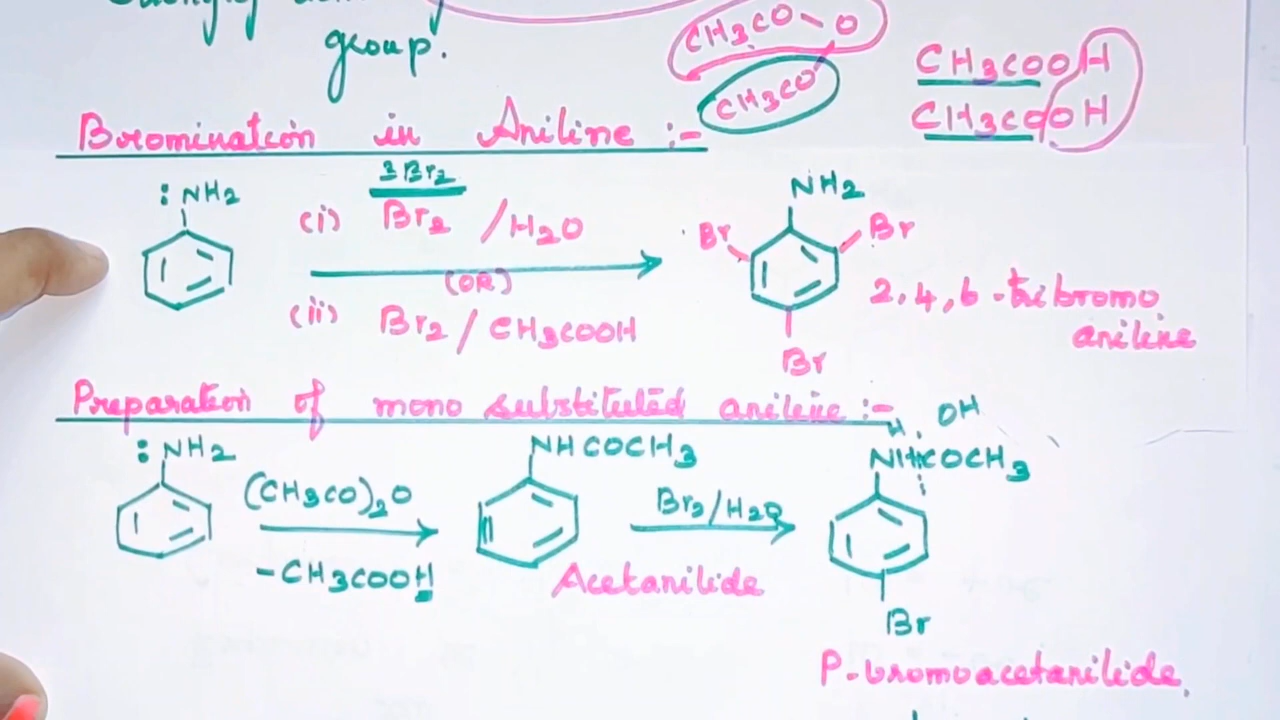 group.
CH3CO-O
CH3CO
CH3COOH
CH3COOH
Bromination in Aniline :-
:NH2
3Br2
(i) Br2 /H2O
(OR)
(ii) Br2 / CH3COOH
NH2
Br
Br
Br
2,4,6-tribromo
aniline
Preparation of mono substituted aniline :-
:NH2
(CH3CO)2O
-CH3COOH
NHCOCH3
Acetanilide
Br2/H2O
H OH
NHCOCH3
Br
P-bromoacetanilide